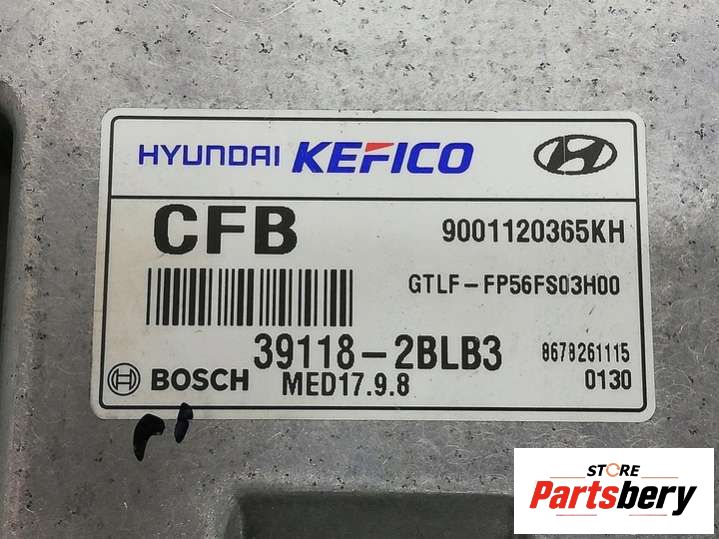 HYUNDAI KEFICO
CFB 9001120365KH
GTLF-FP56FS03H00
39118-2BLB3 8678261115
BOSCH MED17.9.8 0130
STORE
Partsbery